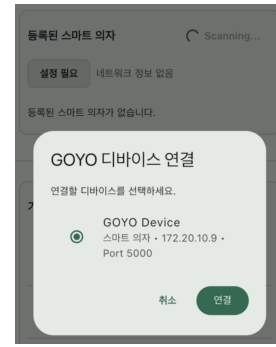 등록된 스마트 의자
Scanning...
설정 필요
네트워크 정보 없음
등록된 스마트 의자가 없습니다.
GOYO 디바이스 연결
연결할 디바이스를 선택하세요.
GOYO Device
스마트 의자 • 172.20.10.9 •
Port 5000
취소
연결